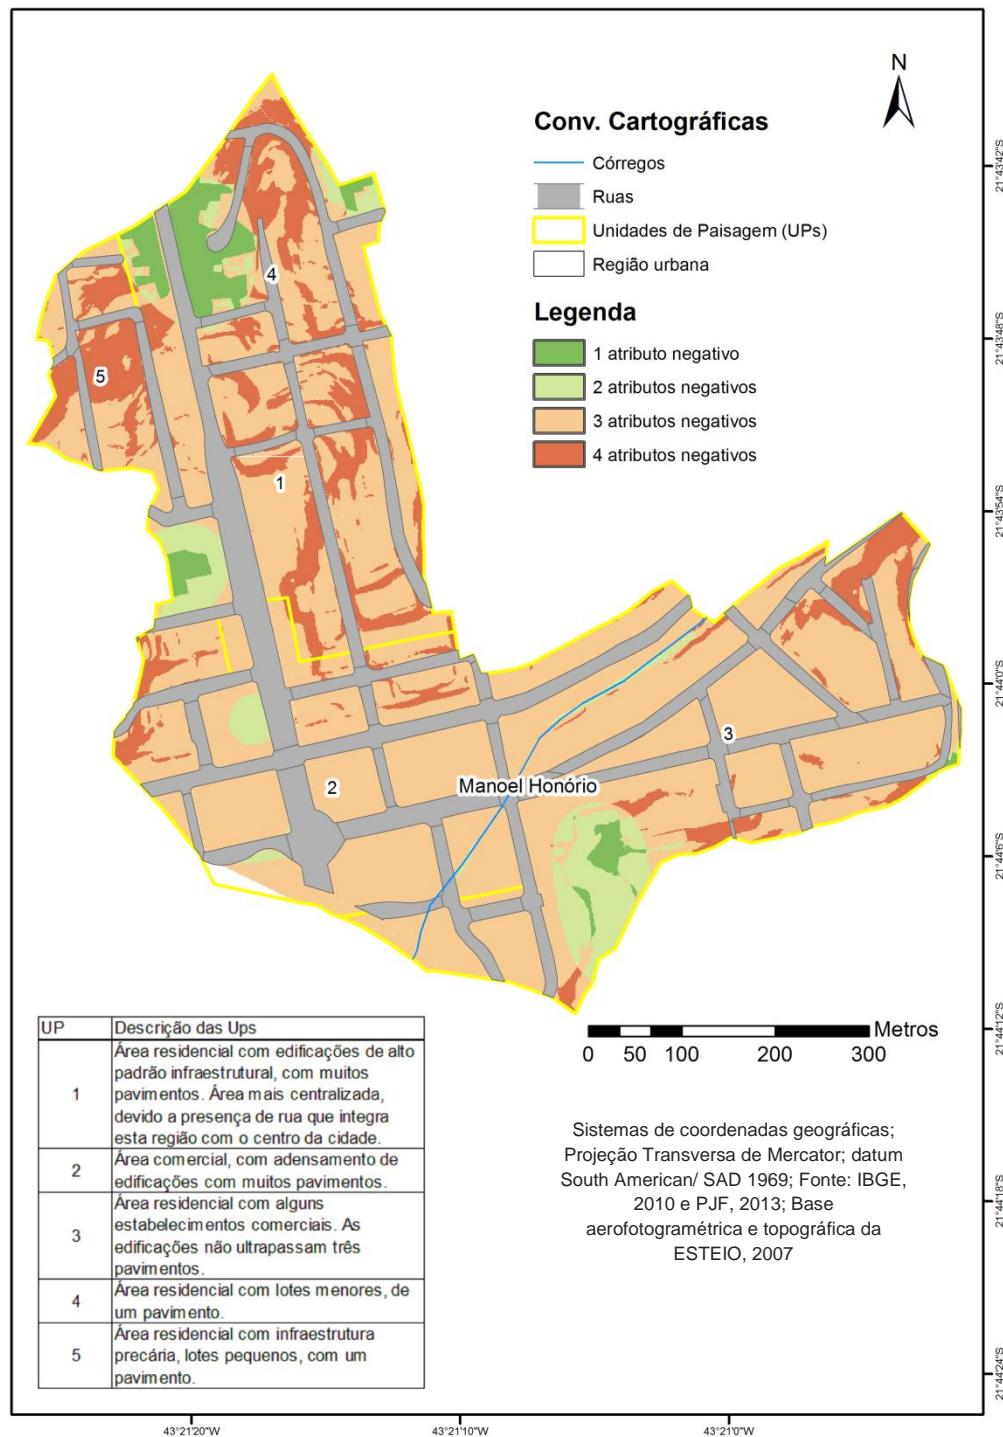 N
Conv. Cartográficas
Córregos
Ruas
Unidades de Paisagem (UPs)
Região urbana
Legenda
1 atributo negativo
2 atributos negativos
3 atributos negativos
4 atributos negativos
4
5
1
3
2
Manoel Honório
21°43'42"S
21°43'48"S
21°43'54"S
21°44'0"S
21°44'6"S
21°44'12"S
21°44'18"S
21°44'24"S
Metros
0 50 100 200 300
UP Descrição das Ups
1 Área residencial com edificações de alto
padrão infraestrutural, com muitos
pavimentos. Área mais centralizada,
devido a presença de rua que integra
esta região com o centro da cidade.
2 Área comercial, com adensamento de
edificações com muitos pavimentos.
3 Área residencial com alguns
estabelecimentos comerciais. As
edificações não ultrapassam três
pavimentos.
4 Área residencial com lotes menores, de
um pavimento.
5 Área residencial com infraestrutura
precária, lotes pequenos, com um
pavimento.
Sistemas de coordenadas geográficas;
Projeção Transversa de Mercator; datum
South American/ SAD 1969; Fonte: IBGE,
2010 e PJF, 2013; Base
aerofotogramétrica e topográfica da
ESTEIO, 2007
43°21'20"W
43°21'10"W
43°21'0"W